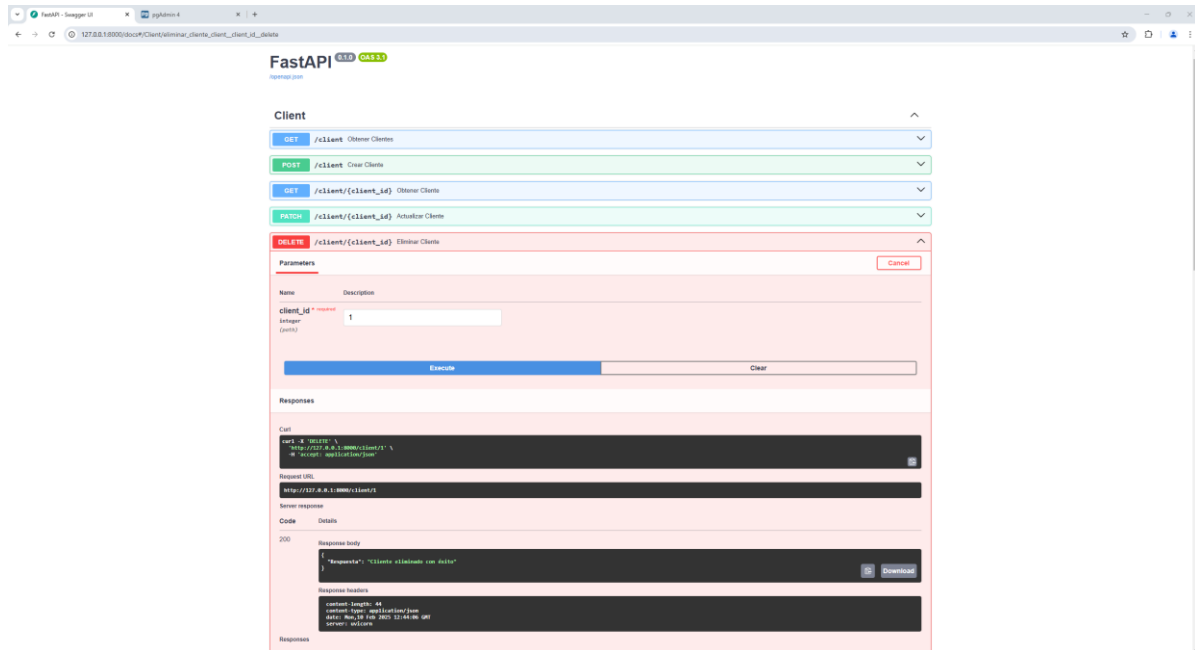 FastAPI - Swagger UI
pgAdmin 4
127.0.0.1:8000/docs#/Client/eliminar_cliente_client__client_id__delete
FastAPI 0.1.0 OAS 3.1
/openapi.json
Client
GET /client Obtener Clientes
POST /client Crear Cliente
GET /client/{client_id} Obtener Cliente
PATCH /client/{client_id} Actualizar Cliente
DELETE /client/{client_id} Eliminar Cliente
Parameters Cancel
Name Description
client_id * required
integer
(path)
1
Execute Clear
Responses
Curl
curl -X 'DELETE' \
'http://127.0.0.1:8000/client/1' \
-H 'accept: application/json'
Request URL
http://127.0.0.1:8000/client/1
Server response
Code Details
200
Response body
{
"Respuesta": "Cliente eliminado con éxito"
}
Download
Response headers
content-length: 44
content-type: application/json
date: Mon,10 Feb 2025 12:44:06 GMT
server: uvicorn
Responses